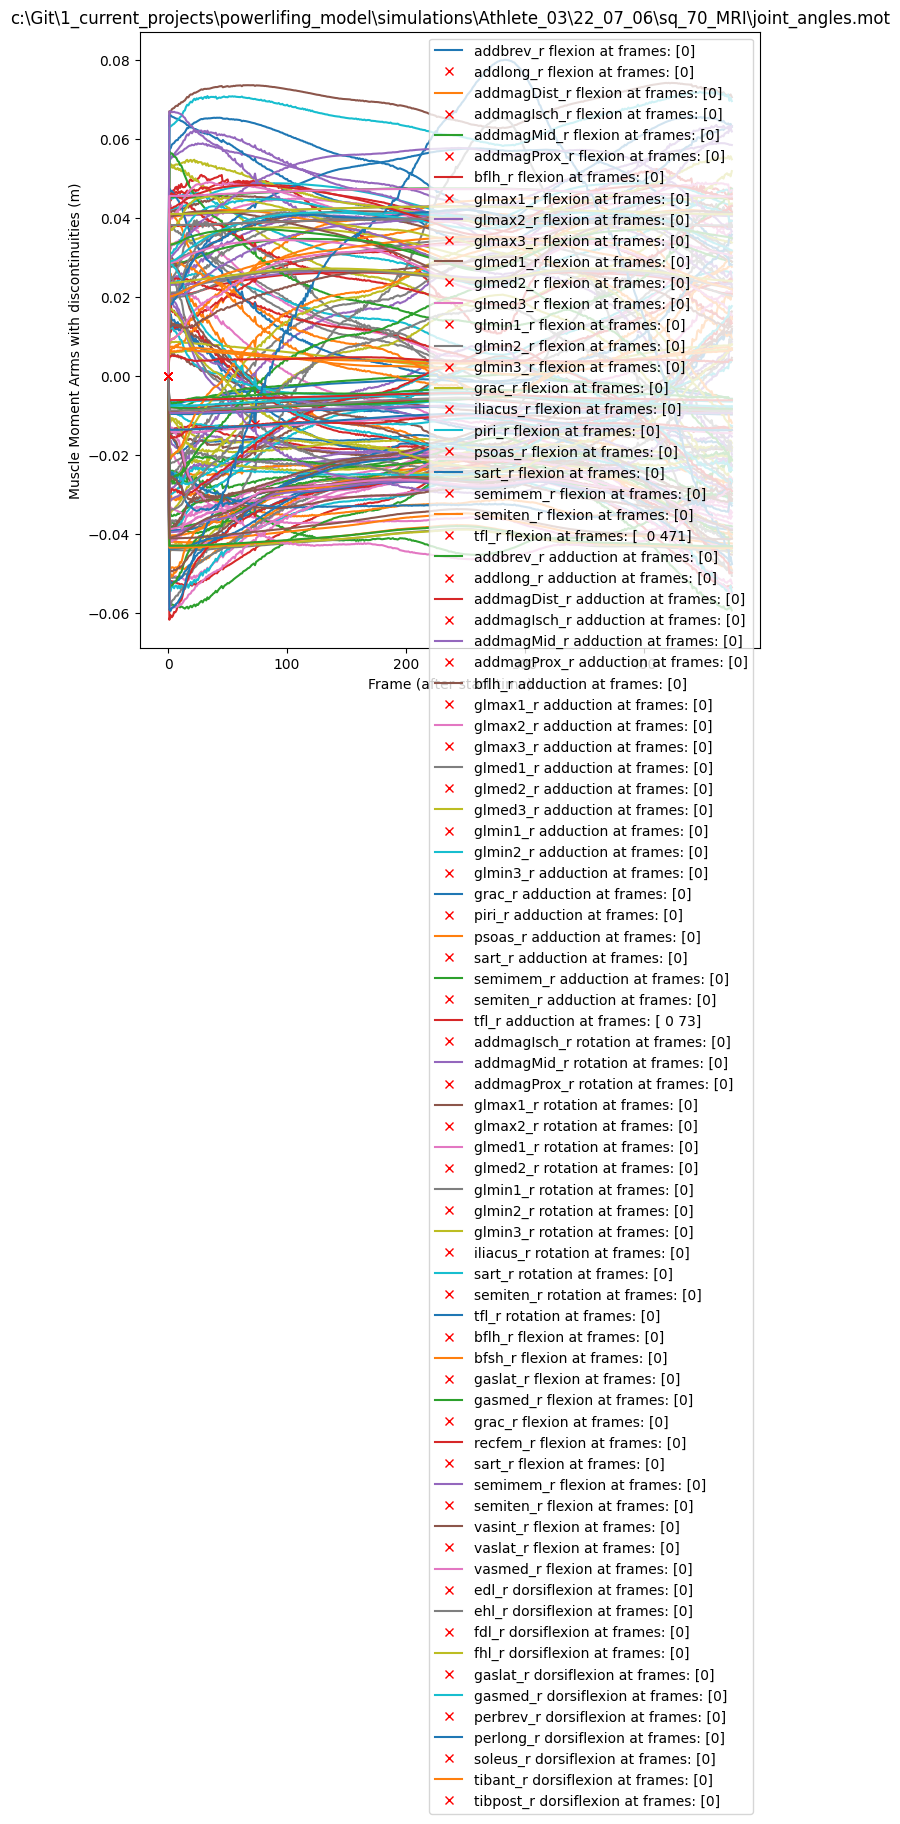 c:\Git\1_current_projects\powerlifing_model\simulations\Athlete_03\22_07_06\sq_70_MRI\joint_angles.mot
Muscle Moment Arms with discontinuities (m)
0.08
0.06
0.04
0.02
0.00
−0.02
−0.04
−0.06
0
100
200
Frame (after
addbrev_r flexion at frames: [0]
addlong_r flexion at frames: [0]
addmagDist_r flexion at frames: [0]
addmagIsch_r flexion at frames: [0]
addmagMid_r flexion at frames: [0]
addmagProx_r flexion at frames: [0]
bflh_r flexion at frames: [0]
glmax1_r flexion at frames: [0]
glmax2_r flexion at frames: [0]
glmax3_r flexion at frames: [0]
glmed1_r flexion at frames: [0]
glmed2_r flexion at frames: [0]
glmed3_r flexion at frames: [0]
glmin1_r flexion at frames: [0]
glmin2_r flexion at frames: [0]
glmin3_r flexion at frames: [0]
grac_r flexion at frames: [0]
iliacus_r flexion at frames: [0]
piri_r flexion at frames: [0]
psoas_r flexion at frames: [0]
sart_r flexion at frames: [0]
semimem_r flexion at frames: [0]
semiten_r flexion at frames: [0]
tfl_r flexion at frames: [  0 471]
addbrev_r adduction at frames: [0]
addlong_r adduction at frames: [0]
addmagDist_r adduction at frames: [0]
addmagIsch_r adduction at frames: [0]
addmagMid_r adduction at frames: [0]
addmagProx_r adduction at frames: [0]
bflh_r adduction at frames: [0]
glmax1_r adduction at frames: [0]
glmax2_r adduction at frames: [0]
glmax3_r adduction at frames: [0]
glmed1_r adduction at frames: [0]
glmed2_r adduction at frames: [0]
glmed3_r adduction at frames: [0]
glmin1_r adduction at frames: [0]
glmin2_r adduction at frames: [0]
glmin3_r adduction at frames: [0]
grac_r adduction at frames: [0]
piri_r adduction at frames: [0]
psoas_r adduction at frames: [0]
sart_r adduction at frames: [0]
semimem_r adduction at frames: [0]
semiten_r adduction at frames: [0]
tfl_r adduction at frames: [ 0 73]
addmagIsch_r rotation at frames: [0]
addmagMid_r rotation at frames: [0]
addmagProx_r rotation at frames: [0]
glmax1_r rotation at frames: [0]
glmax2_r rotation at frames: [0]
glmed1_r rotation at frames: [0]
glmed2_r rotation at frames: [0]
glmin1_r rotation at frames: [0]
glmin2_r rotation at frames: [0]
glmin3_r rotation at frames: [0]
iliacus_r rotation at frames: [0]
sart_r rotation at frames: [0]
semiten_r rotation at frames: [0]
tfl_r rotation at frames: [0]
bflh_r flexion at frames: [0]
bfsh_r flexion at frames: [0]
gaslat_r flexion at frames: [0]
gasmed_r flexion at frames: [0]
grac_r flexion at frames: [0]
recfem_r flexion at frames: [0]
sart_r flexion at frames: [0]
semimem_r flexion at frames: [0]
semiten_r flexion at frames: [0]
vasint_r flexion at frames: [0]
vaslat_r flexion at frames: [0]
vasmed_r flexion at frames: [0]
edl_r dorsiflexion at frames: [0]
ehl_r dorsiflexion at frames: [0]
fdl_r dorsiflexion at frames: [0]
fhl_r dorsiflexion at frames: [0]
gaslat_r dorsiflexion at frames: [0]
gasmed_r dorsiflexion at frames: [0]
perbrev_r dorsiflexion at frames: [0]
perlong_r dorsiflexion at frames: [0]
soleus_r dorsiflexion at frames: [0]
tibant_r dorsiflexion at frames: [0]
tibpost_r dorsiflexion at frames: [0]